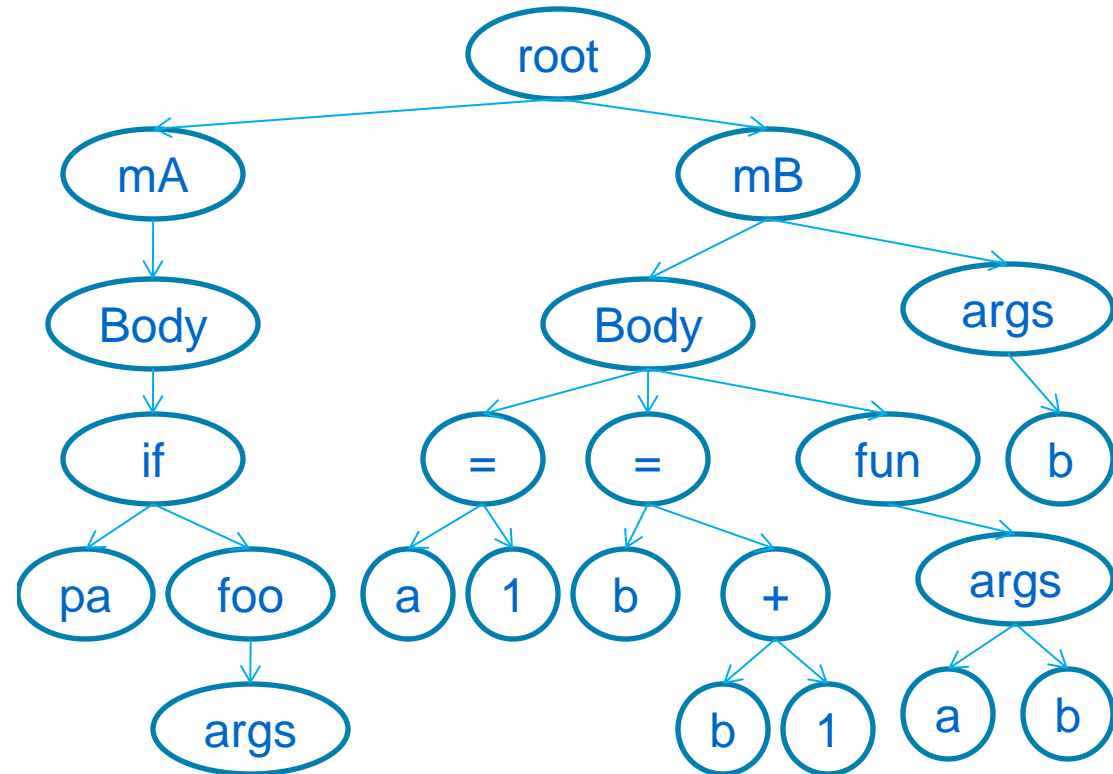 root
mA mB
Body Body args
if = = fun b
pa foo a 1 b + args
args b 1 a b